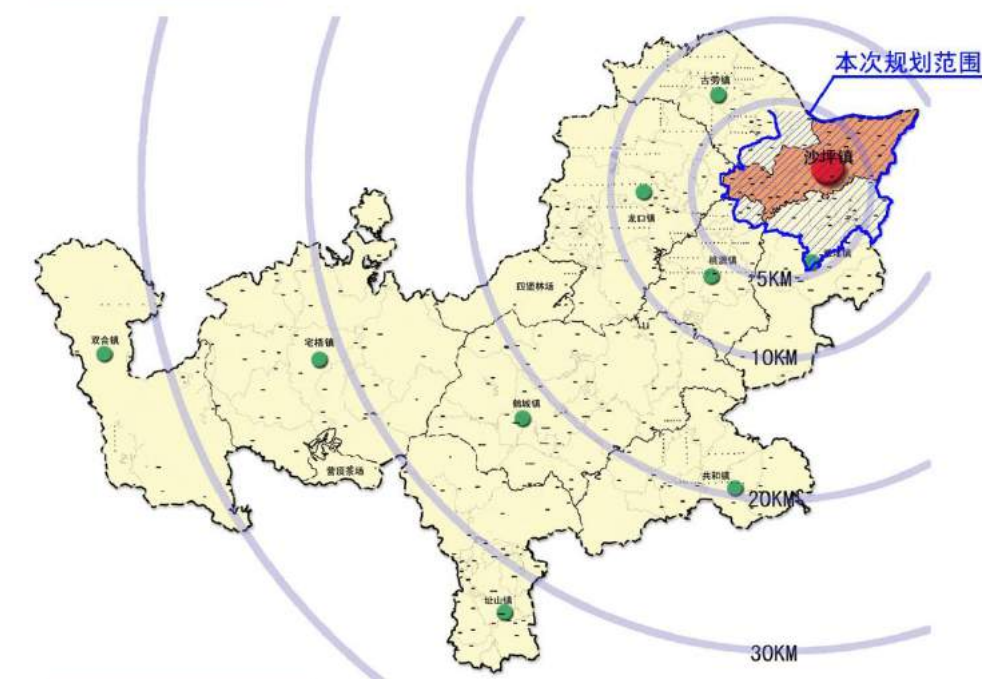 本次规划范围
古劳镇
沙坪镇
龙口镇
桃源镇
5KM
四堡林场
双合镇
宅梧镇
10KM
鹤城镇
营顶茶场
共和镇
20KM
址山镇
30KM